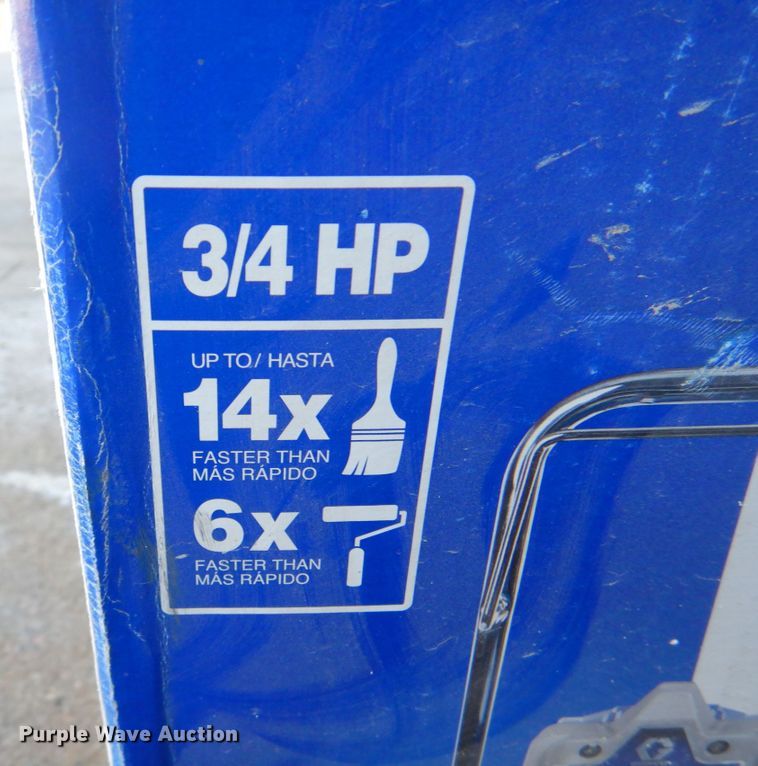 3/4 HP
UP TO / HASTA
14x
FASTER THAN
MÁS RÁPIDO
6x
FASTER THAN
MÁS RÁPIDO
Purple Wave Auction